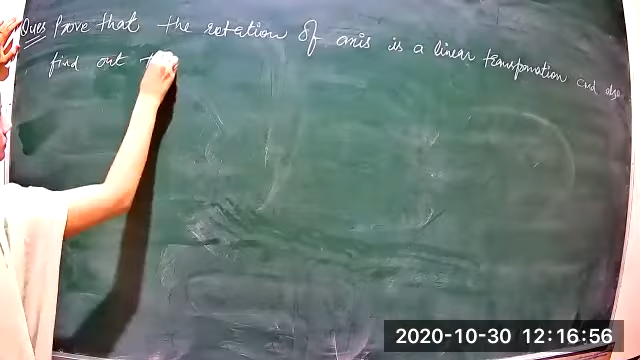 Ques Prove that the rotation of axis is a linear transfomation and also
find out t
2020-10-30 12:16:56